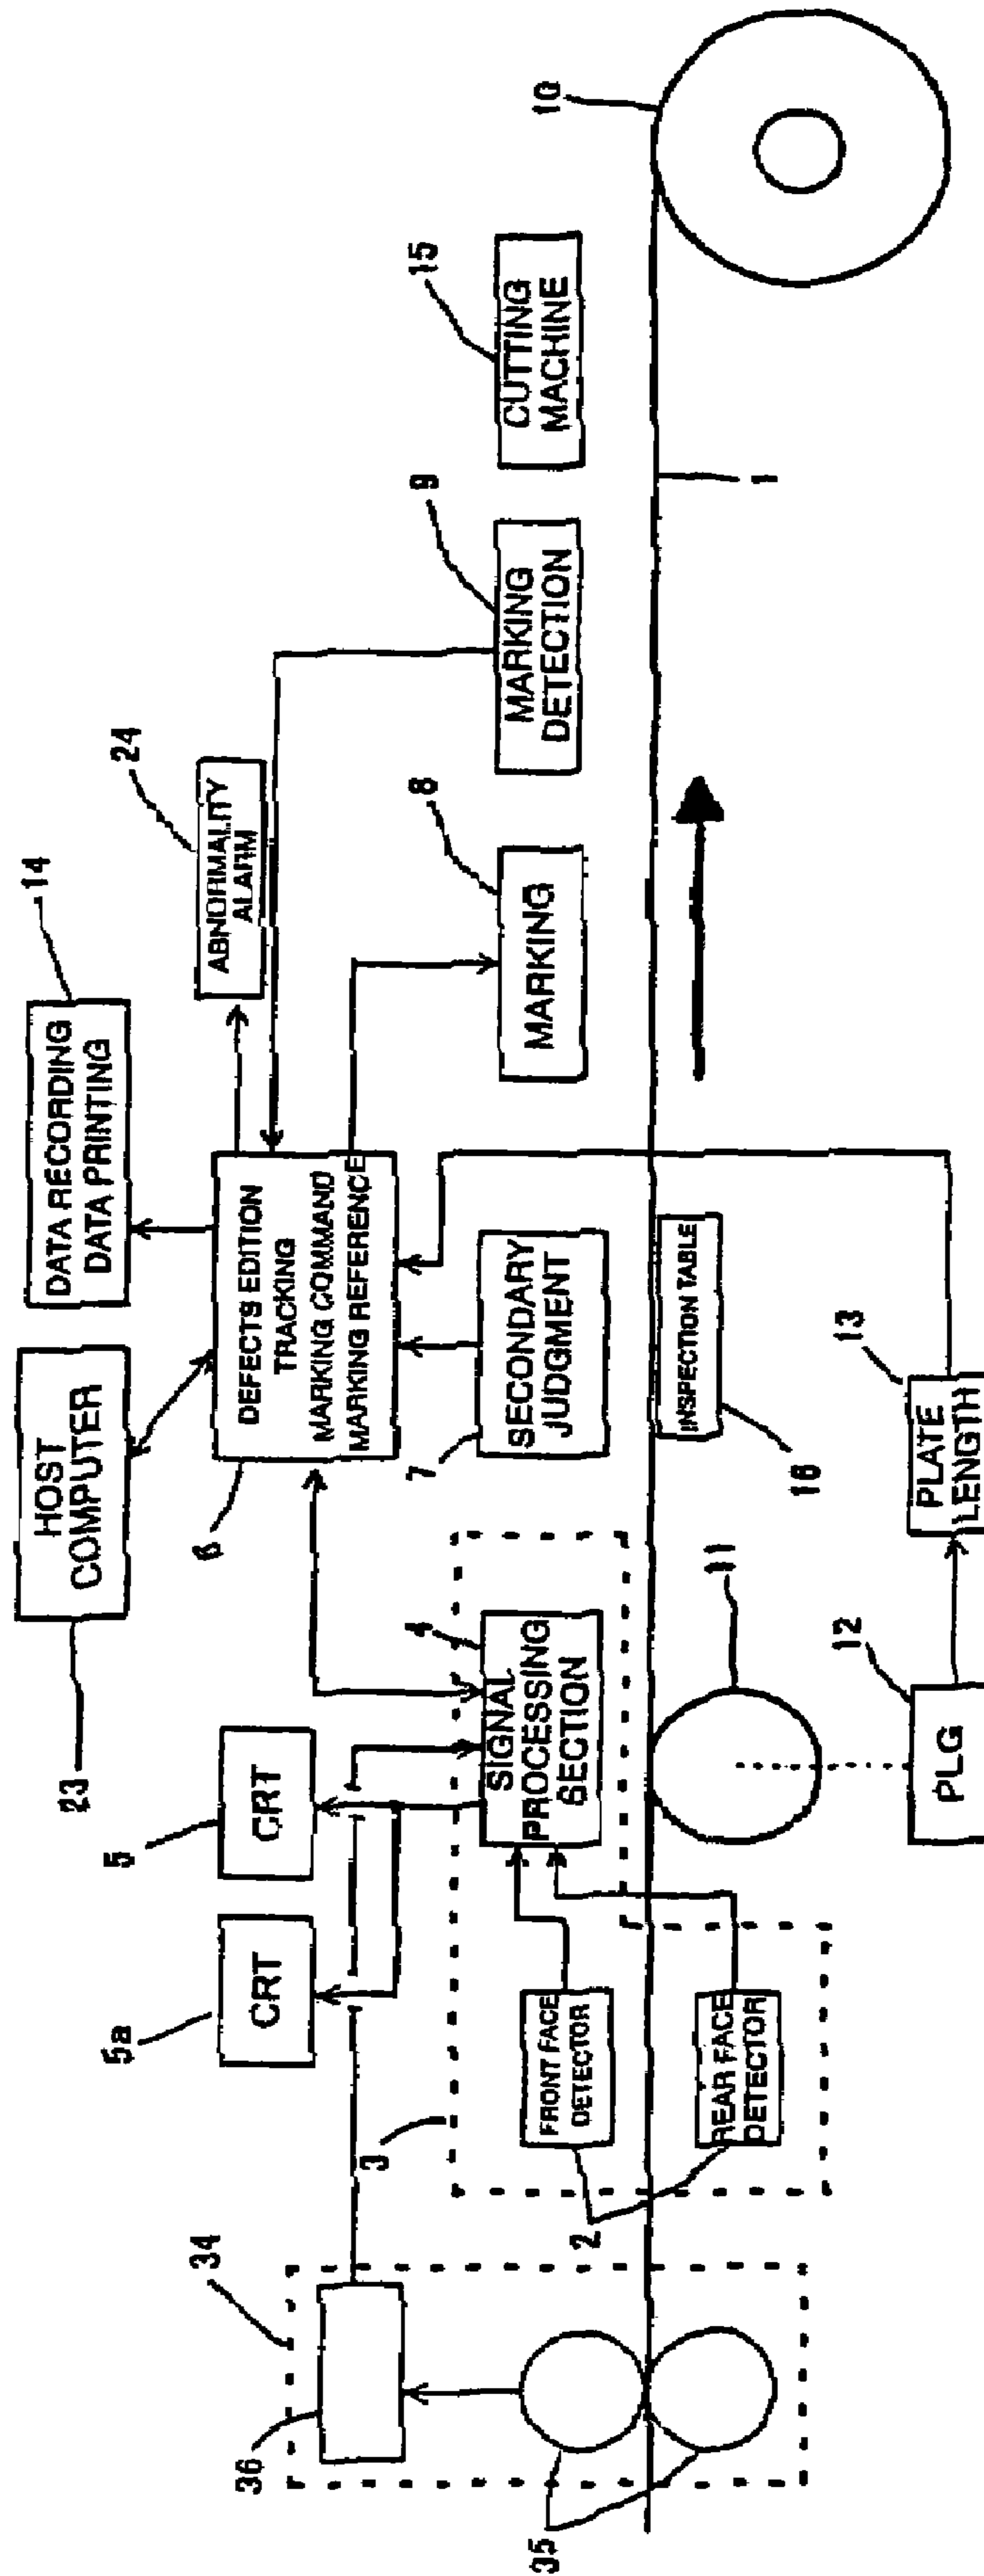 23
HOST
COMPUTER
14
DATA RECORDING
DATA PRINTING
24
ABNORMALITY
ALARM
5a
CRT
5
CRT
6
DEFECTS EDITION
TRACKING
MARKING COMMAND
MARKING REFERENCE
34
36
3
4
SIGNAL
PROCESSING
SECTION
7
SECONDARY
JUDGMENT
8
MARKING
9
MARKING
DETECTION
15
CUTTING
MACHINE
10
FRONT FACE
DETECTOR
2
REAR FACE
DETECTOR
35
11
16
INSPECTION TABLE
1
12
PLG
13
PLATE
LENGTH